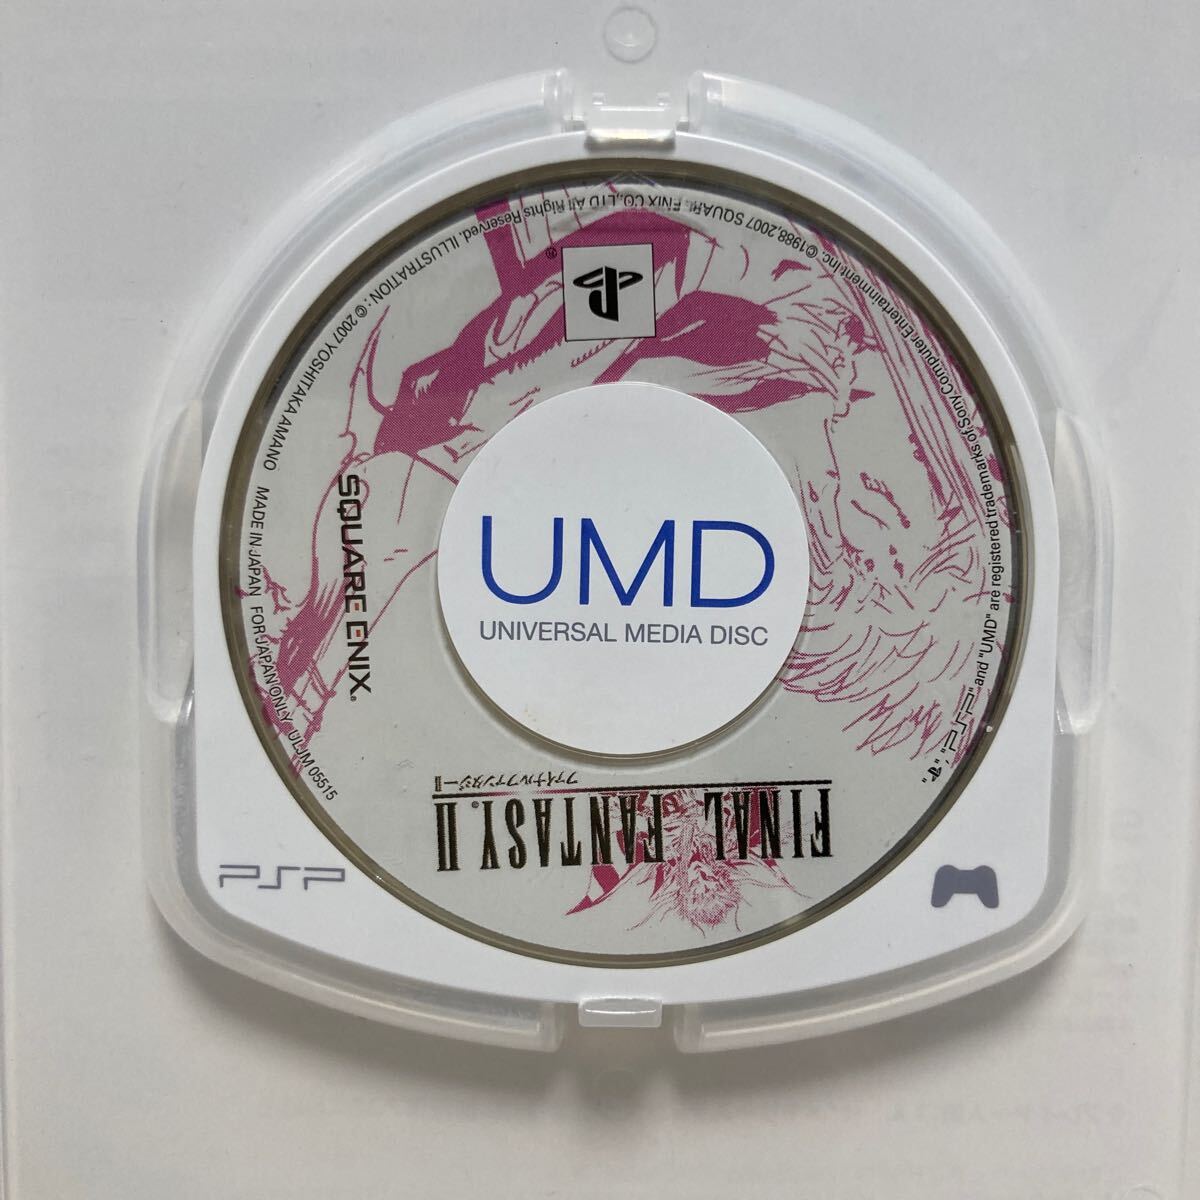 UMD
UNIVERSAL MEDIA DISC
FINAL FANTASY® II
ファイナルファンタジーII
SQUARE ENIX®
PSP
©1988,2007 SQUARE ENIX CO.,LTD All Rights Reserved. ILLUSTRATION : © 2007 YOSHITAKA AMANO MADE IN JAPAN FOR JAPAN ONLY ULJM 05515
"PSP" and "UMD" are registered trademarks of Sony Computer Entertainment Inc.